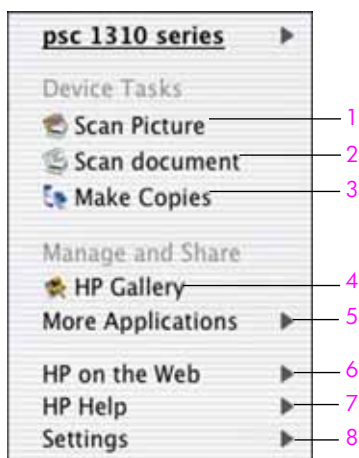 psc 1310 series
Device Tasks
Scan Picture 1
Scan document 2
Make Copies 3
Manage and Share
HP Gallery 4
More Applications 5
HP on the Web 6
HP Help 7
Settings 8